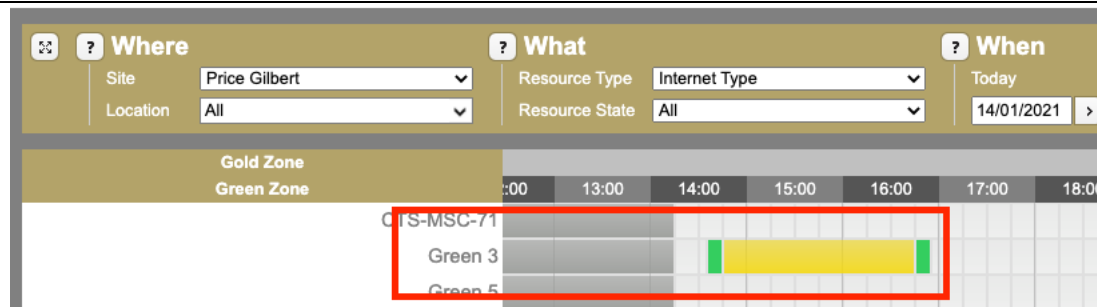 ? Where ? What ? When
Site Price Gilbert Resource Type Internet Type Today
Location All Resource State All 14/01/2021 >
Gold Zone
Green Zone :00 13:00 14:00 15:00 16:00 17:00 18:0
CTS-MSC-71
Green 3
Green 5